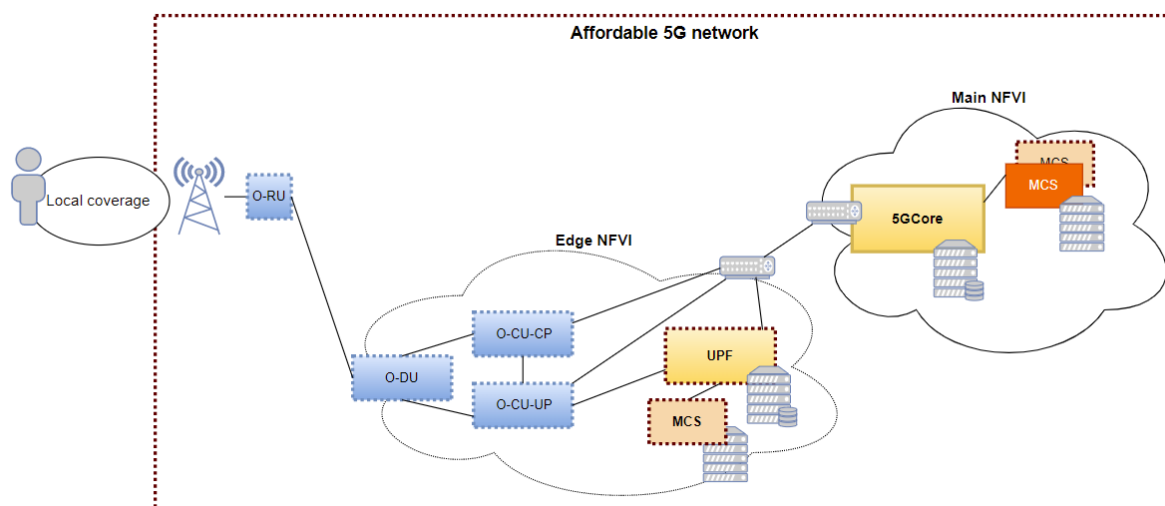 Affordable 5G network
Main NFVI
MCS
MCS
Local coverage
O-RU
5GCore
Edge NFVI
O-CU-CP
UPF
O-DU
O-CU-UP
MCS